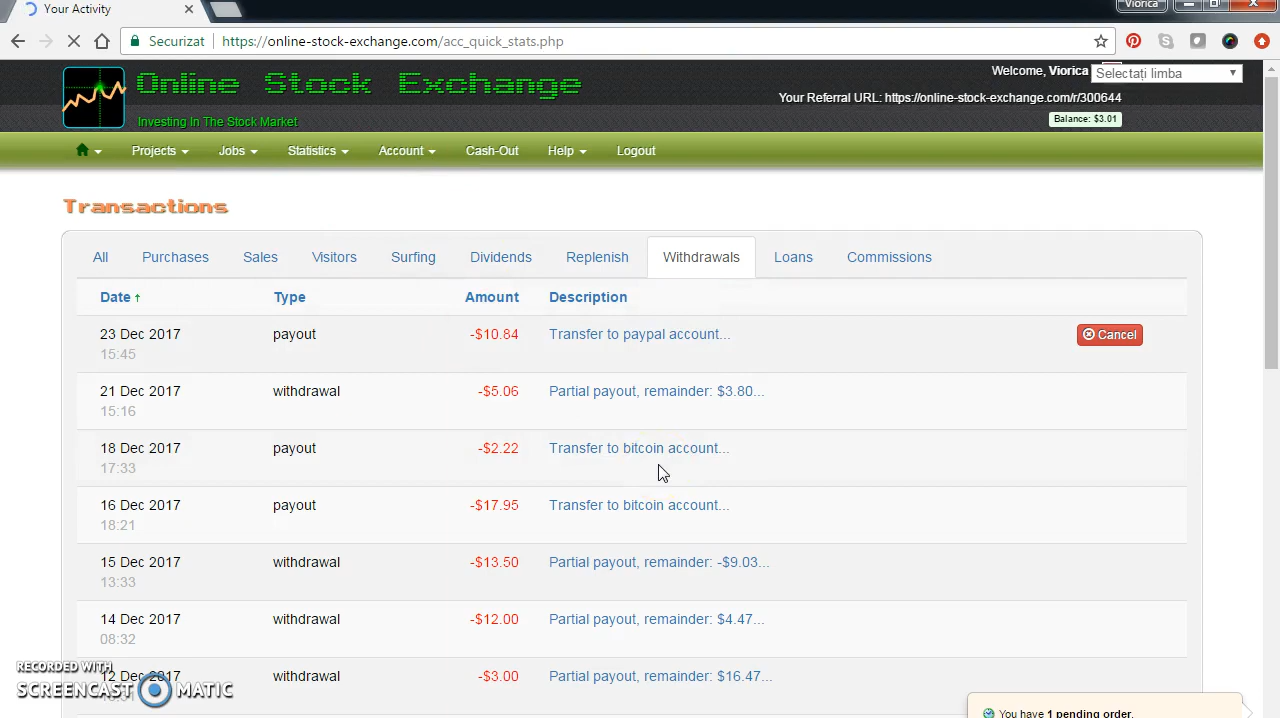 Your Activity
Viorica
Securizat https://online-stock-exchange.com/acc_quick_stats.php
Online Stock Exchange
Investing In The Stock Market
Welcome, Viorica
Selectați limba
Your Referral URL: https://online-stock-exchange.com/r/300644
Balance: $3.01
Projects Jobs Statistics Account Cash-Out Help Logout
Transactions
All Purchases Sales Visitors Surfing Dividends Replenish Withdrawals Loans Commissions
Date ↑ Type Amount Description
23 Dec 2017 payout -$10.84 Transfer to paypal account... Cancel
15:45
21 Dec 2017 withdrawal -$5.06 Partial payout, remainder: $3.80...
15:16
18 Dec 2017 payout -$2.22 Transfer to bitcoin account...
17:33
16 Dec 2017 payout -$17.95 Transfer to bitcoin account...
18:21
15 Dec 2017 withdrawal -$13.50 Partial payout, remainder: -$9.03...
13:33
14 Dec 2017 withdrawal -$12.00 Partial payout, remainder: $4.47...
08:32
12 Dec 2017 withdrawal -$3.00 Partial payout, remainder: $16.47...
RECORDED WITH
SCREENCAST MATIC
You have 1 pending order.